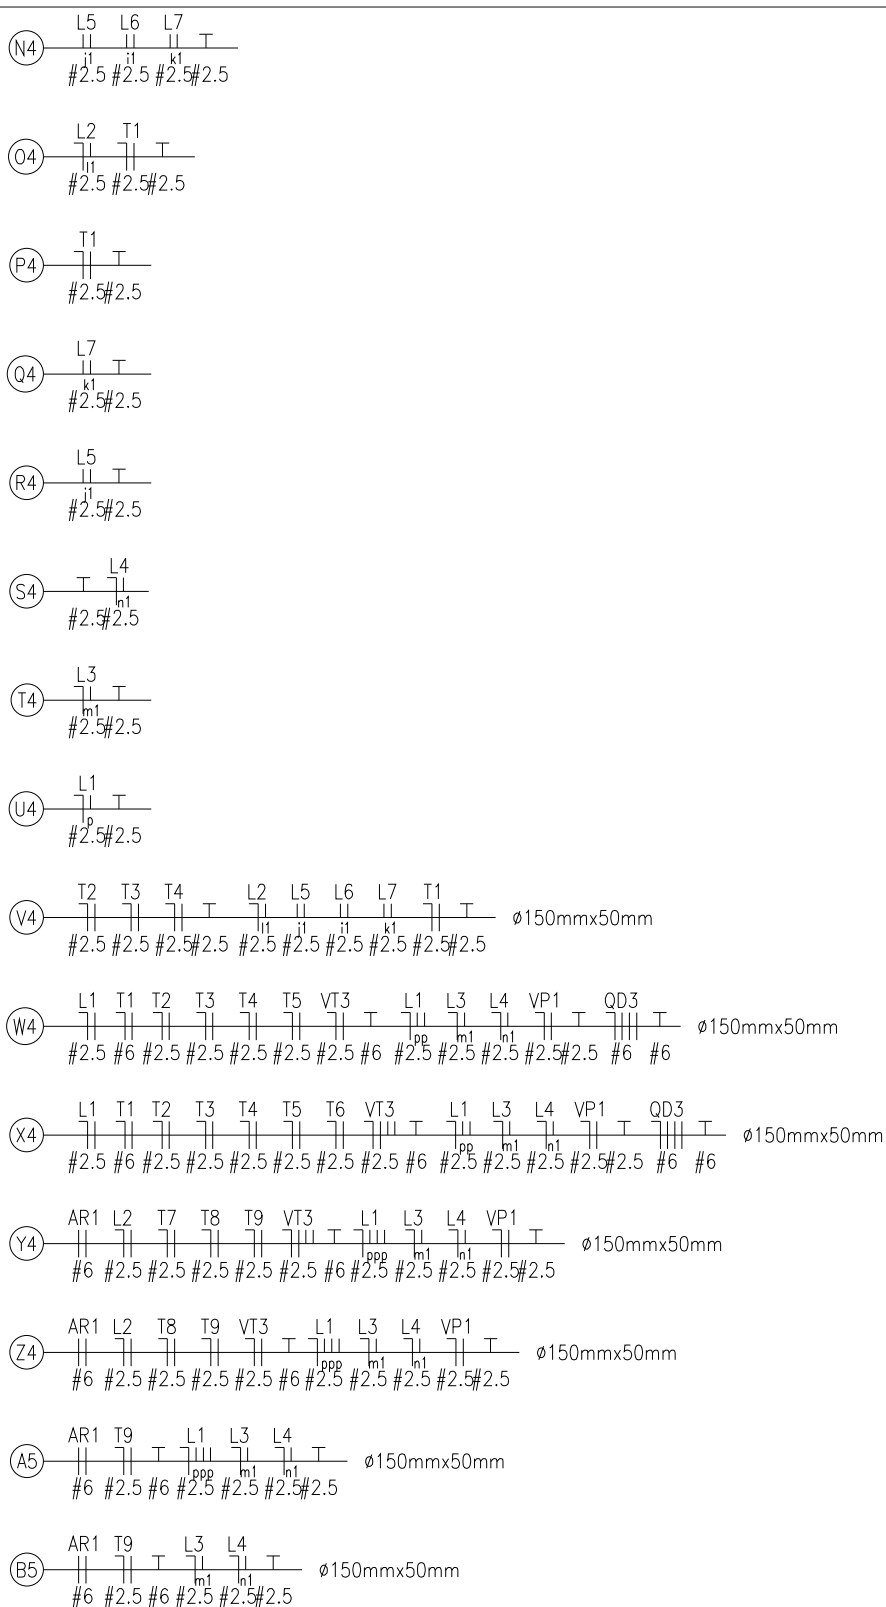 L5 L6 L7
N4
j1 i1 k1
#2.5 #2.5 #2.5 #2.5
L2 T1
O4
l1
#2.5 #2.5 #2.5
T1
P4
#2.5 #2.5
L7
Q4
k1
#2.5 #2.5
L5
R4
j1
#2.5 #2.5
L4
S4
n1
#2.5 #2.5
L3
T4
m1
#2.5 #2.5
L1
U4
p
#2.5 #2.5
T2 T3 T4 L2 L5 L6 L7 T1
V4 ø150mmx50mm
l1 j1 i1 k1
#2.5 #2.5 #2.5 #2.5 #2.5 #2.5 #2.5 #2.5 #2.5 #2.5
L1 T1 T2 T3 T4 T5 VT3 L1 L3 L4 VP1 QD3
W4 ø150mmx50mm
pp m1 n1
#2.5 #6 #2.5 #2.5 #2.5 #2.5 #2.5 #6 #2.5 #2.5 #2.5 #2.5 #2.5 #6 #6
L1 T1 T2 T3 T4 T5 T6 VT3 L1 L3 L4 VP1 QD3
X4 ø150mmx50mm
pp m1 n1
#2.5 #6 #2.5 #2.5 #2.5 #2.5 #2.5 #2.5 #6 #2.5 #2.5 #2.5 #2.5 #2.5 #6 #6
AR1 L2 T7 T8 T9 VT3 L1 L3 L4 VP1
Y4 ø150mmx50mm
ppp m1 n1
#6 #2.5 #2.5 #2.5 #2.5 #2.5 #6 #2.5 #2.5 #2.5 #2.5 #2.5
AR1 L2 T8 T9 VT3 L1 L3 L4 VP1
Z4 ø150mmx50mm
ppp m1 n1
#6 #2.5 #2.5 #2.5 #2.5 #6 #2.5 #2.5 #2.5 #2.5 #2.5
AR1 T9 L1 L3 L4
A5 ø150mmx50mm
ppp m1 n1
#6 #2.5 #6 #2.5 #2.5 #2.5 #2.5
AR1 T9 L3 L4
B5 ø150mmx50mm
m1 n1
#6 #2.5 #6 #2.5 #2.5 #2.5